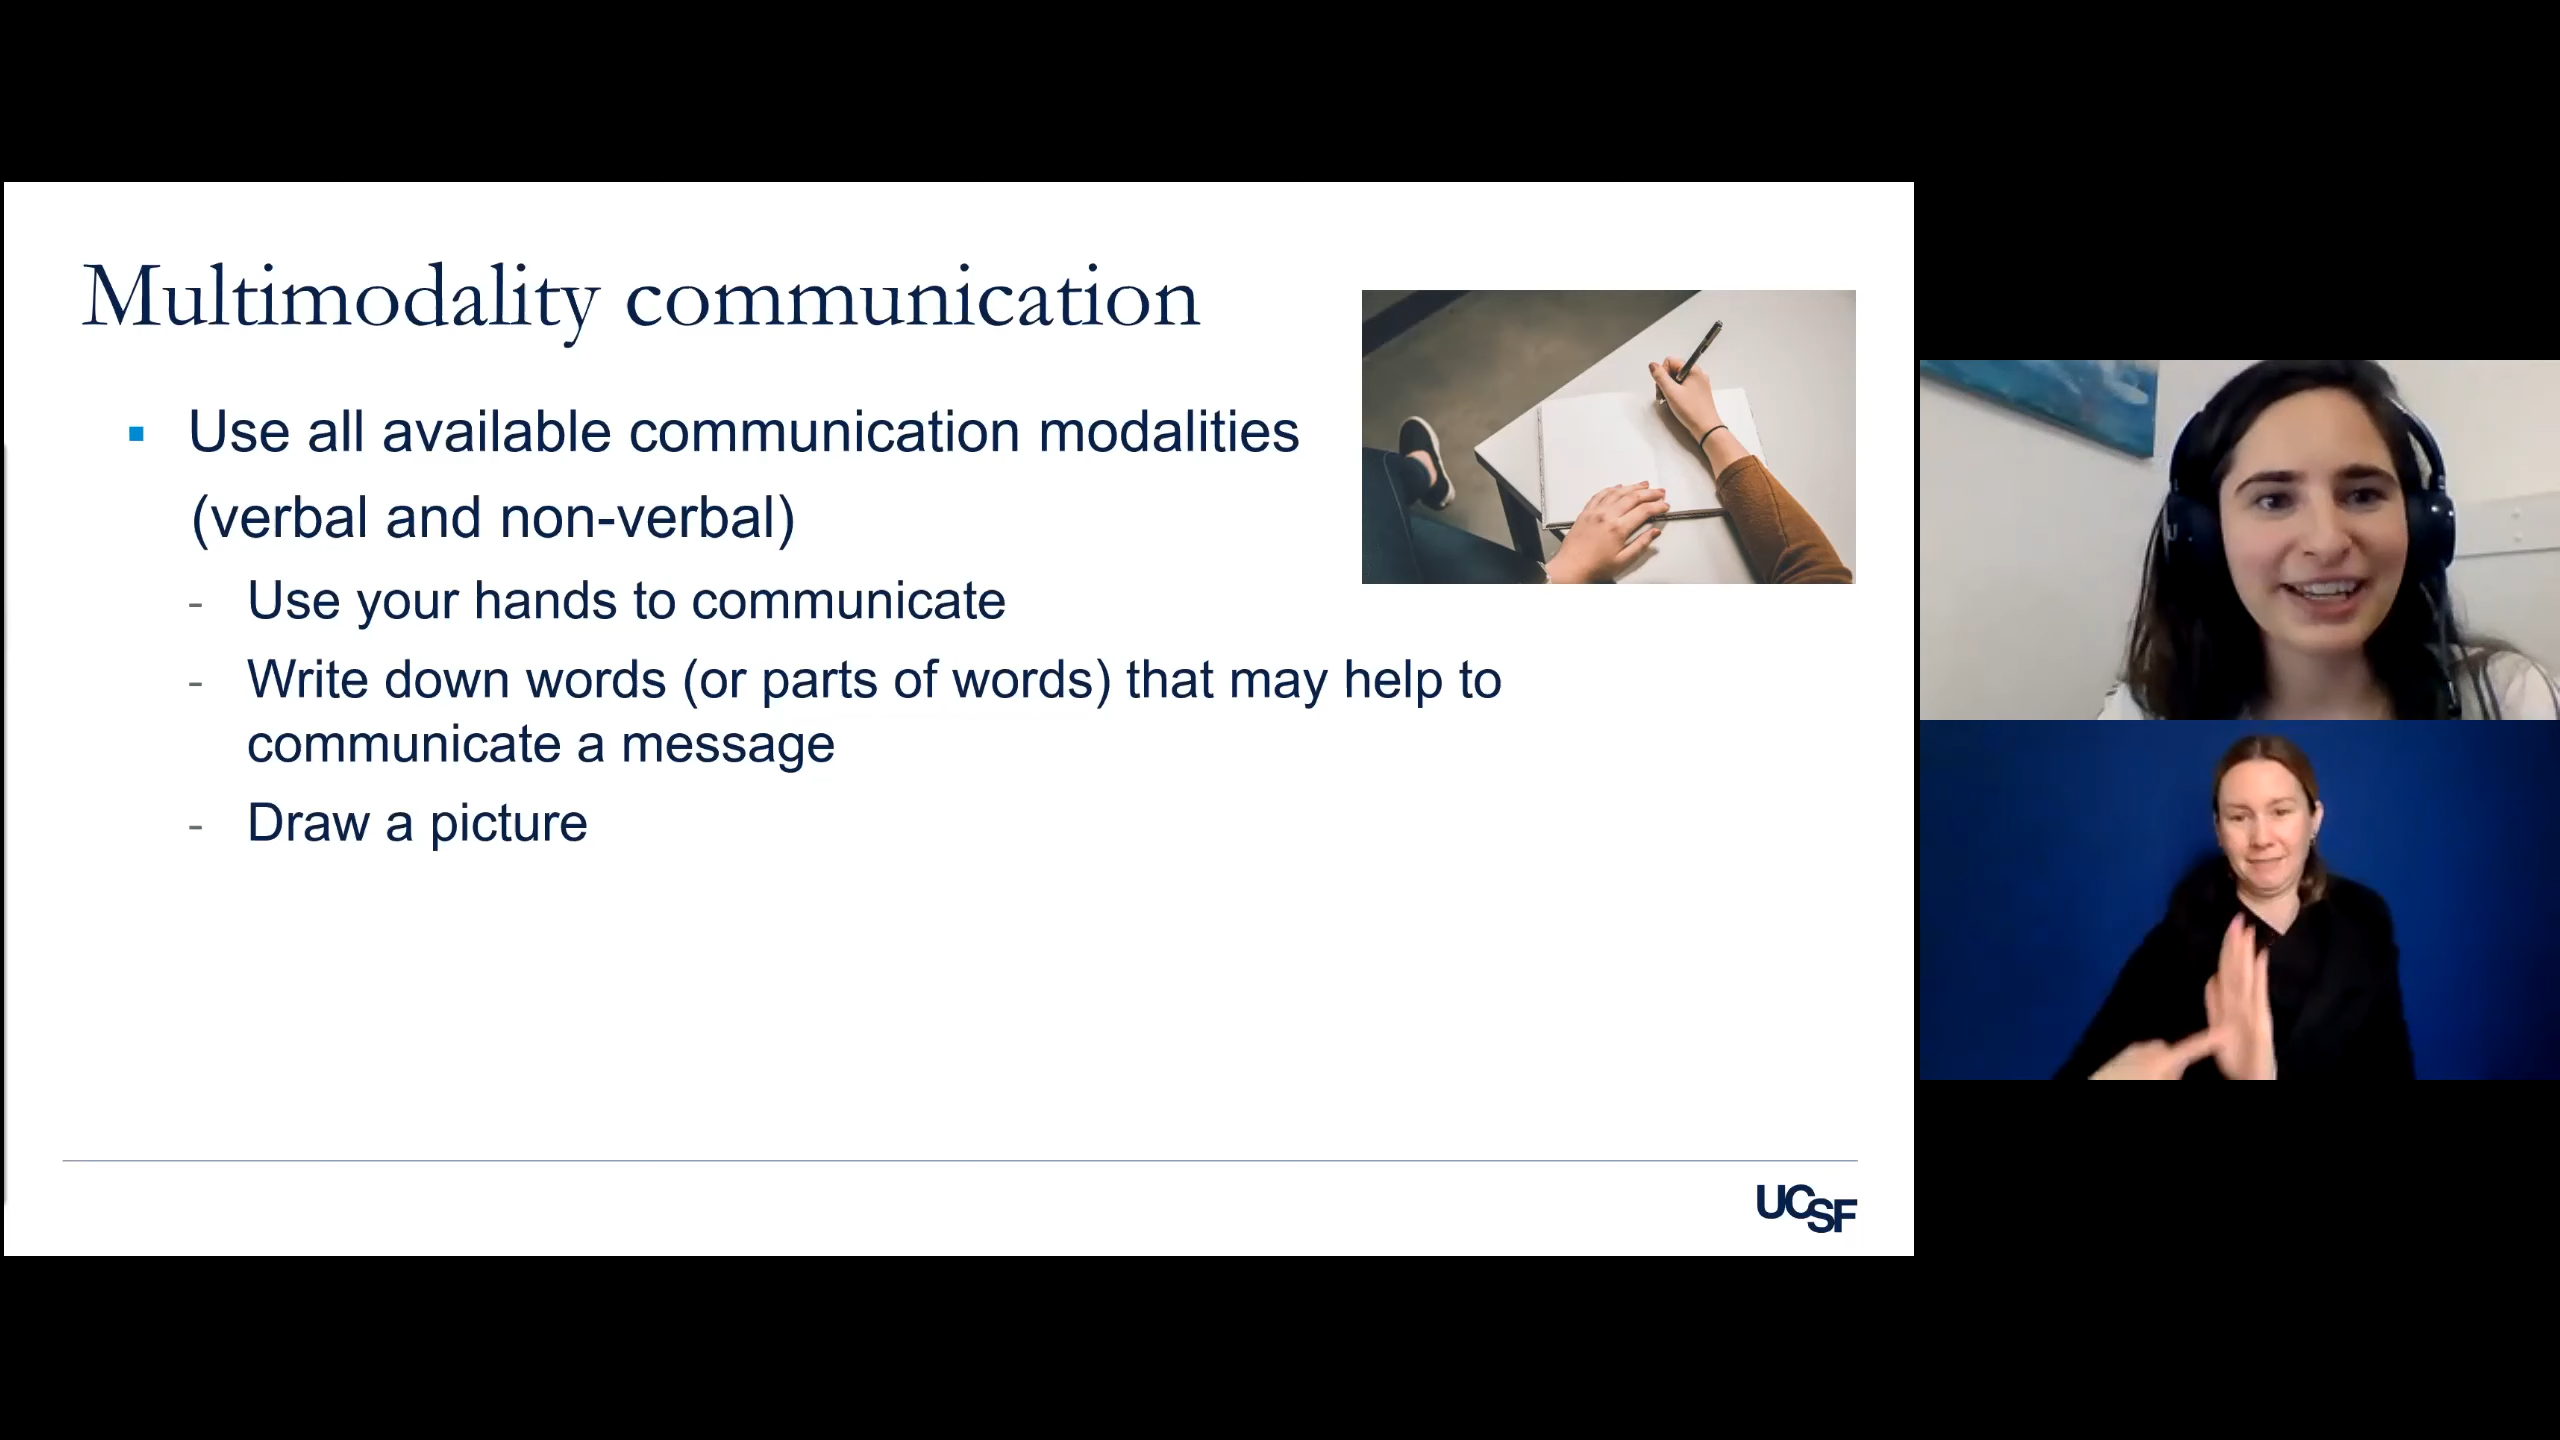 Multimodality communication
▪ Use all available communication modalities
(verbal and non-verbal)
- Use your hands to communicate
- Write down words (or parts of words) that may help to
communicate a message
- Draw a picture
UCSF